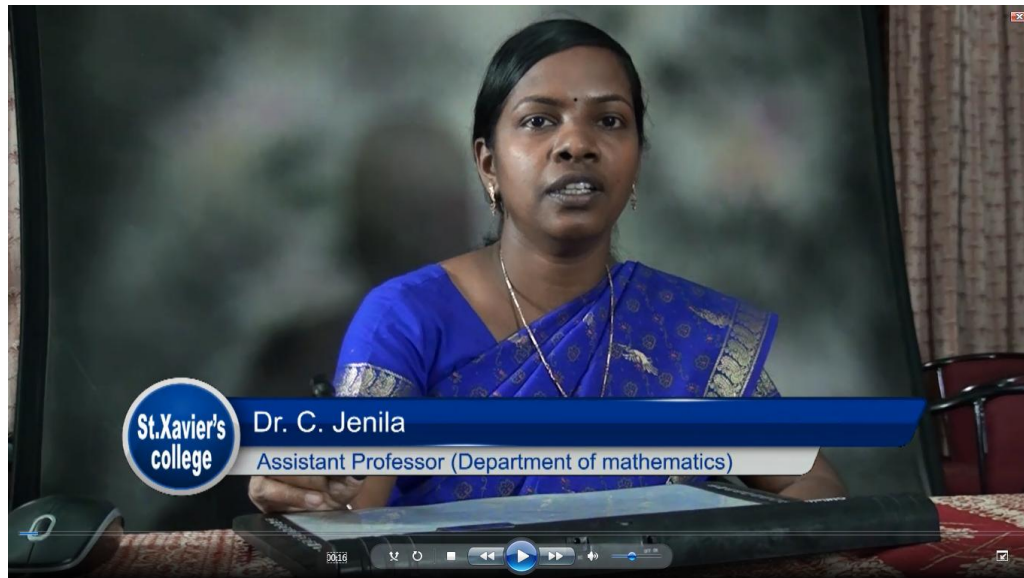 St.Xavier's
college
Dr. C. Jenila
Assistant Professor (Department of mathematics)
00:16